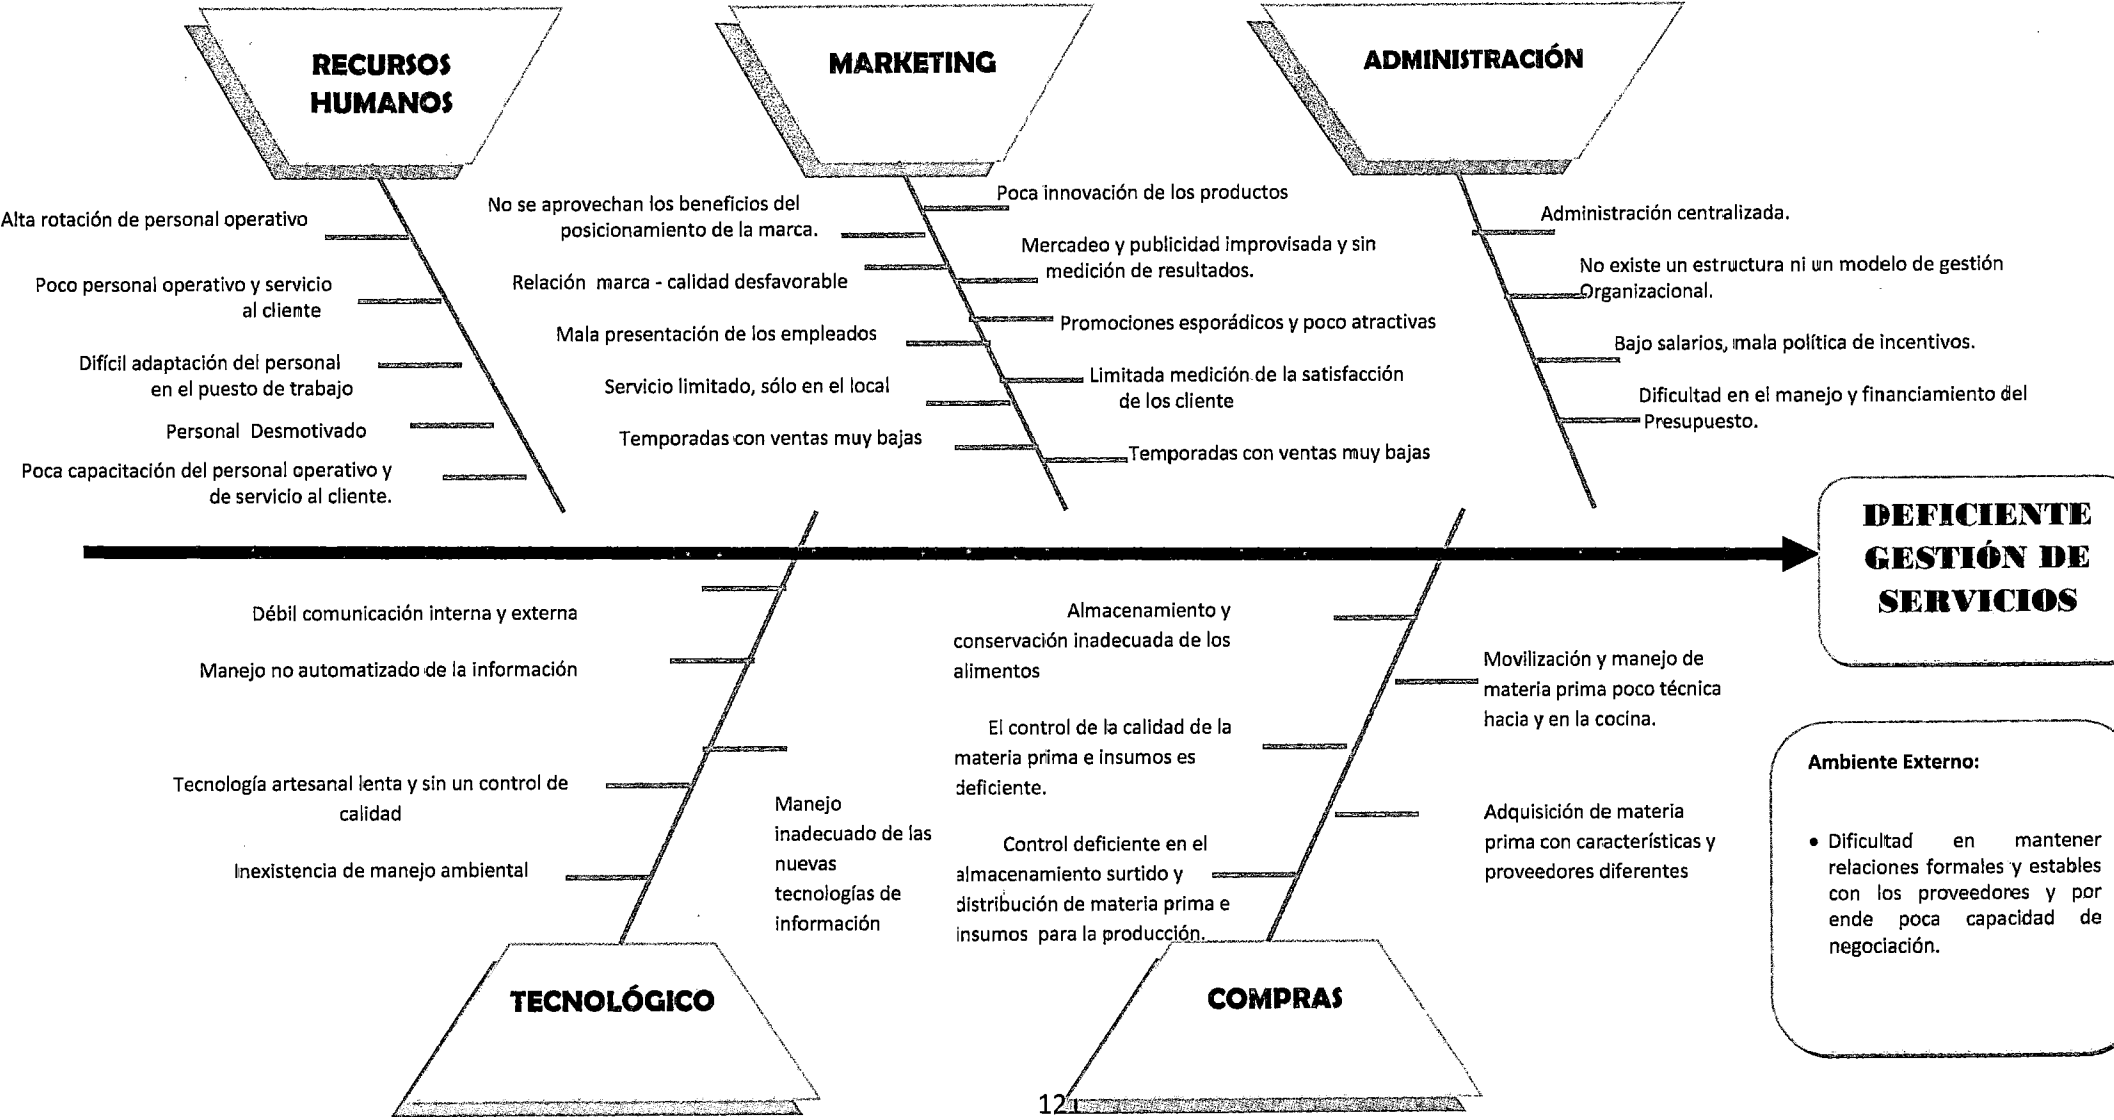 RECURSOS
HUMANOS
MARKETING
ADMINISTRACIÓN
Alta rotación de personal operativo
Poco personal operativo y servicio
al cliente
Difícil adaptación del personal
en el puesto de trabajo
Personal Desmotivado
Poca capacitación del personal operativo y
de servicio al cliente.
No se aprovechan los beneficios del
posicionamiento de la marca.
Relación marca - calidad desfavorable
Mala presentación de los empleados
Servicio limitado, sólo en el local
Temporadas con ventas muy bajas
Poca innovación de los productos
Mercadeo y publicidad improvisada y sin
medición de resultados.
Promociones esporádicos y poco atractivas
Limitada medición de la satisfacción
de los cliente
Temporadas con ventas muy bajas
Administración centralizada.
No existe un estructura ni un modelo de gestión
Organizacional.
Bajo salarios, mala política de incentivos.
Dificultad en el manejo y financiamiento del
Presupuesto.
DEFICIENTE
GESTIÓN DE
SERVICIOS
Débil comunicación interna y externa
Manejo no automatizado de la información
Tecnología artesanal lenta y sin un control de
calidad
Inexistencia de manejo ambiental
Manejo
inadecuado de las
nuevas
tecnologías de
información
Almacenamiento y
conservación inadecuada de los
alimentos
El control de la calidad de la
materia prima e insumos es
deficiente.
Control deficiente en el
almacenamiento surtido y
distribución de materia prima e
insumos para la producción.
Movilización y manejo de
materia prima poco técnica
hacia y en la cocina.
Adquisición de materia
prima con características y
proveedores diferentes
Ambiente Externo:
• Dificultad en mantener
relaciones formales y estables
con los proveedores y por
ende poca capacidad de
negociación.
TECNOLÓGICO
COMPRAS
121